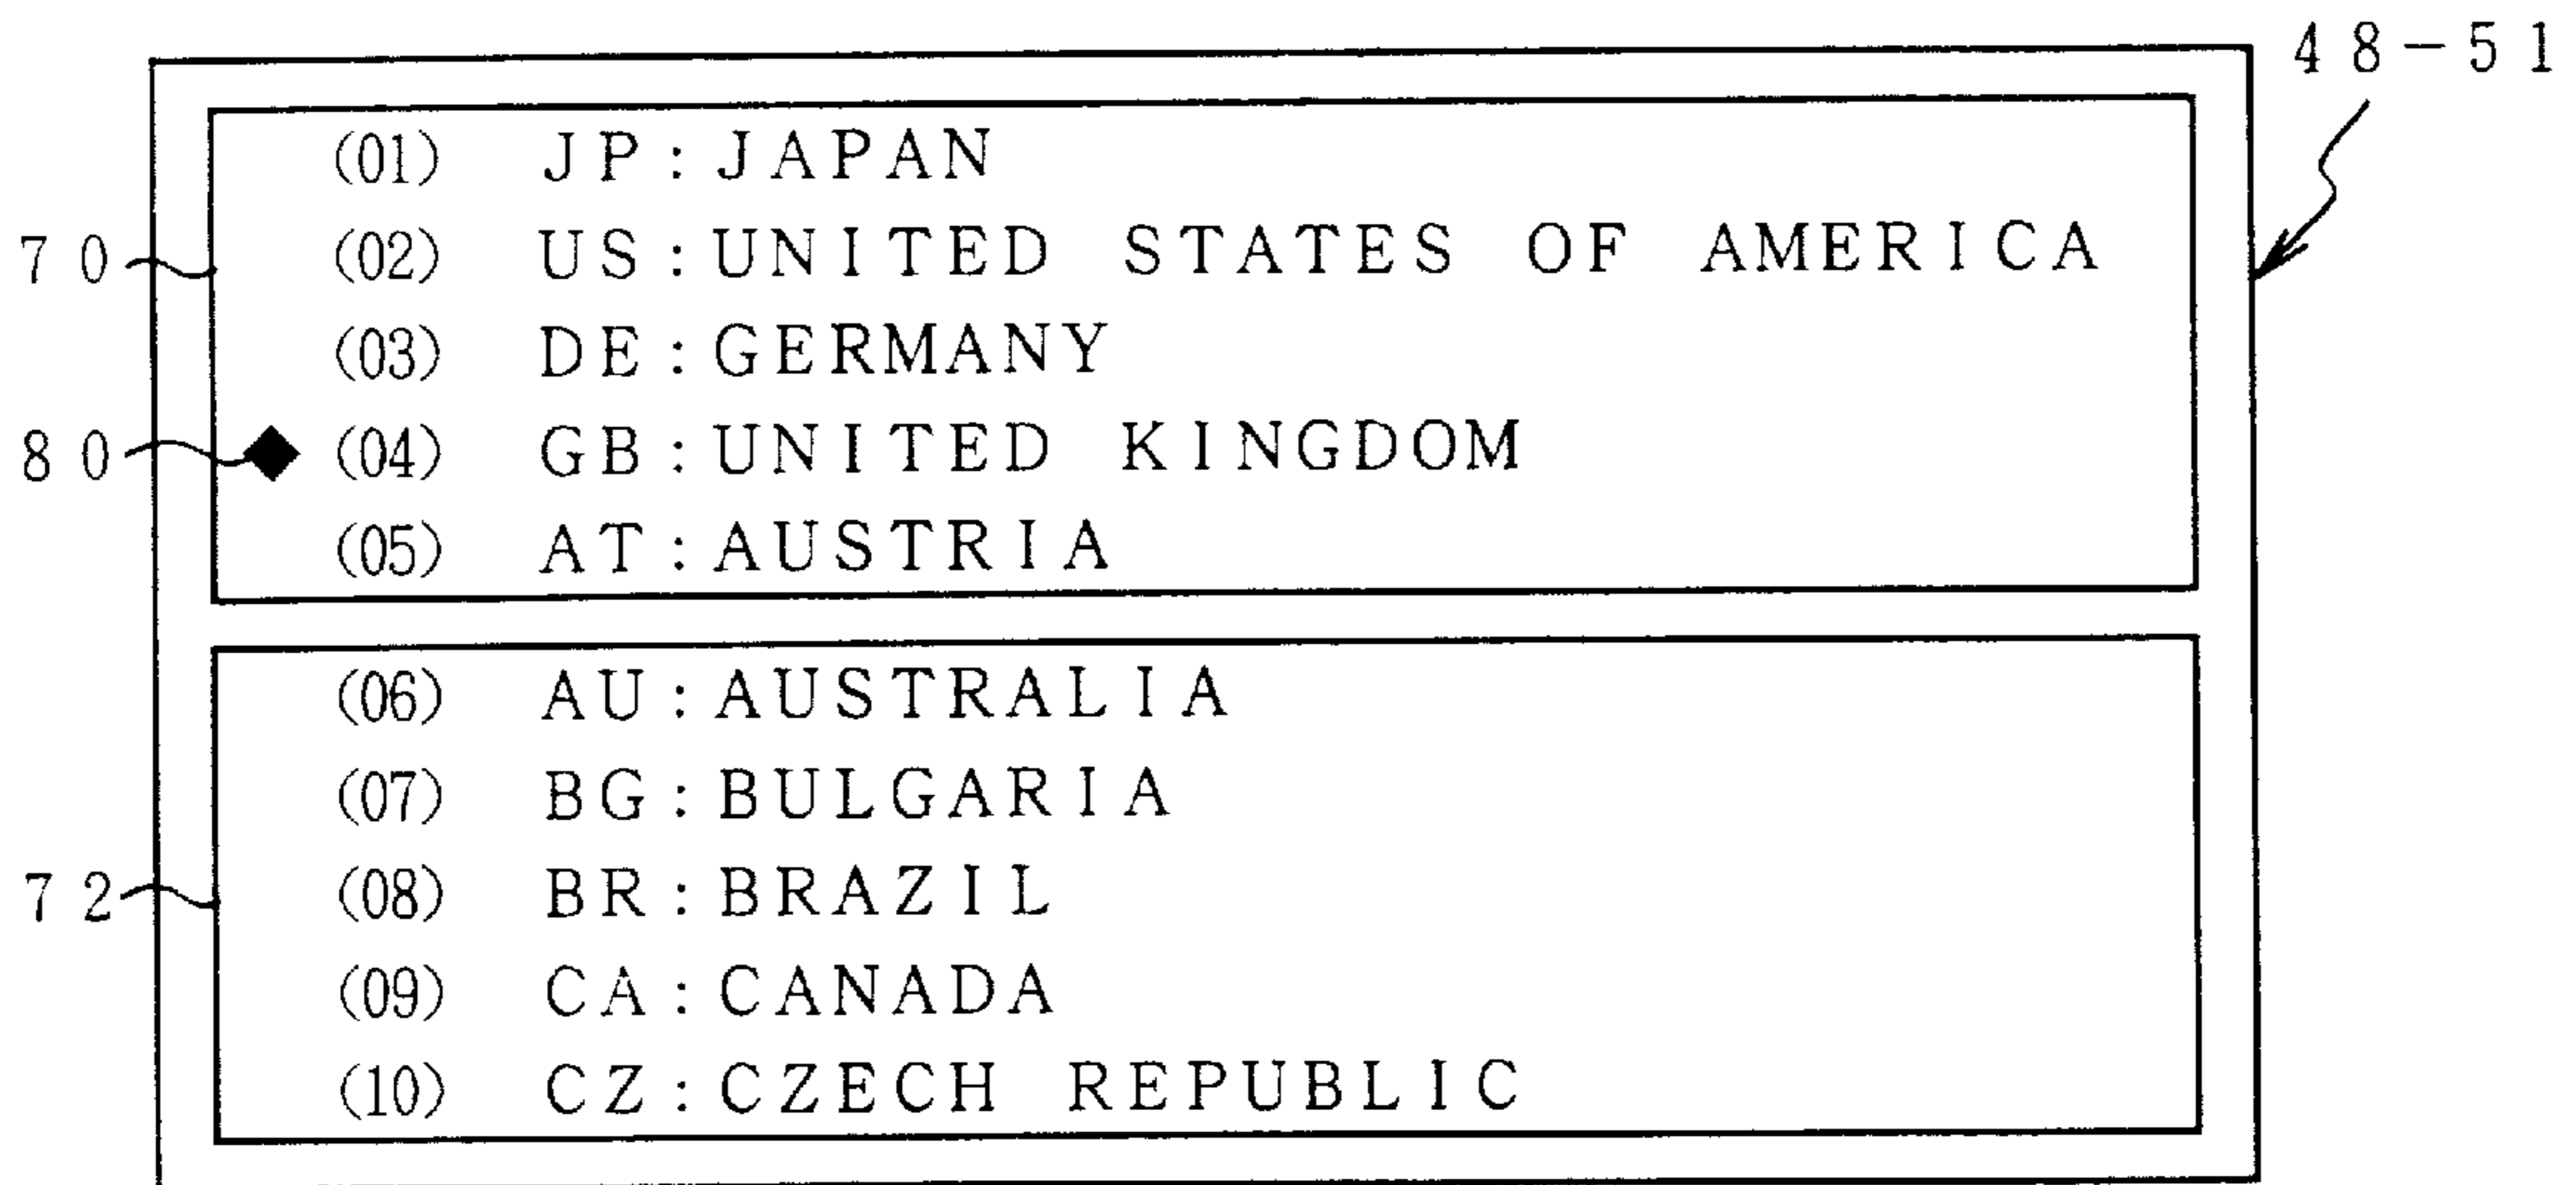 48-51
(01) JP:JAPAN
70 (02) US:UNITED STATES OF AMERICA
(03) DE:GERMANY
80 ◆ (04) GB:UNITED KINGDOM
(05) AT:AUSTRIA
(06) AU:AUSTRALIA
(07) BG:BULGARIA
72 (08) BR:BRAZIL
(09) CA:CANADA
(10) CZ:CZECH REPUBLIC